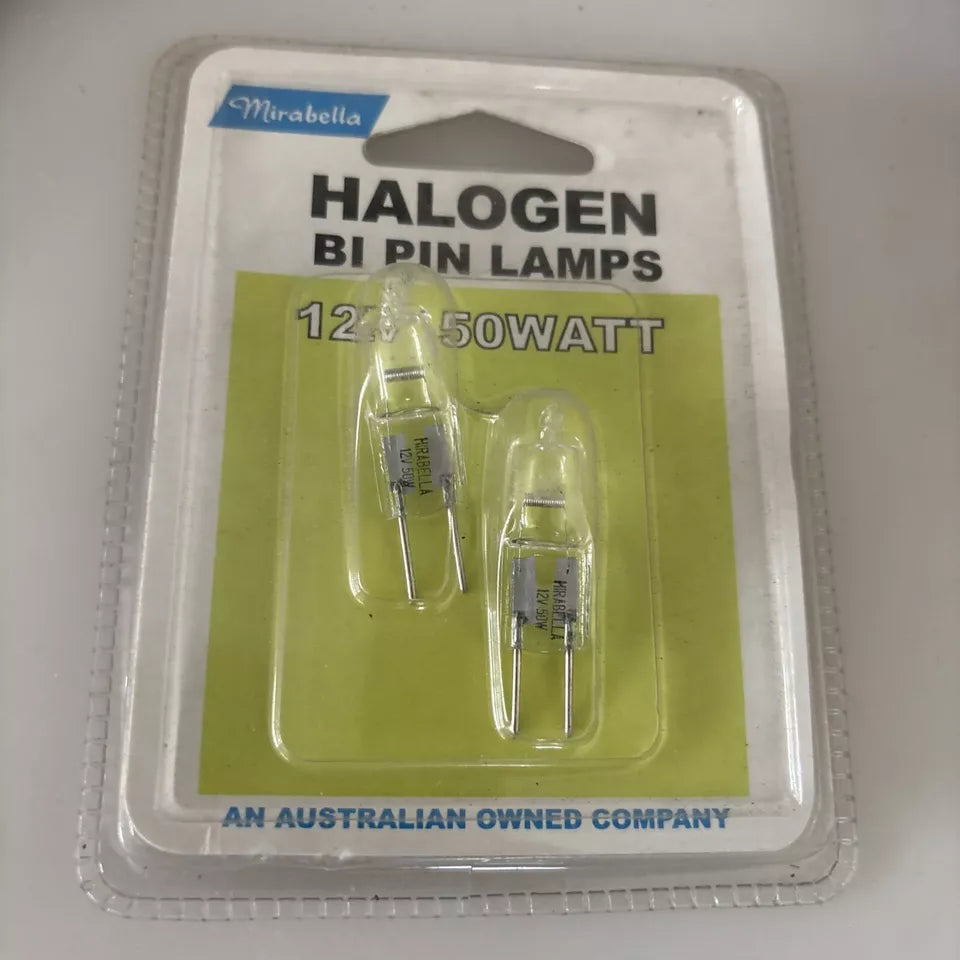 Mirabella
HALOGEN
BI PIN LAMPS
12V 50WATT
MIRABELLA
12V 50W
MIRABELLA
12V 50W
AN AUSTRALIAN OWNED COMPANY